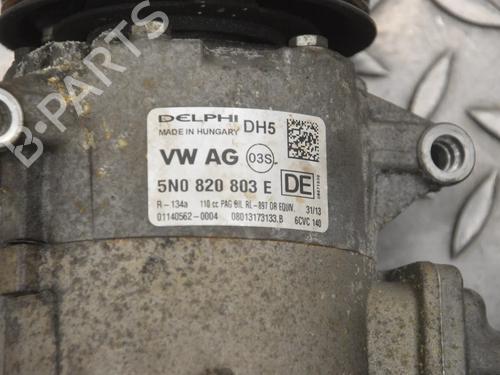 DELPHI
MADE IN HUNGARY DH5
VW AG 03S
5N0 820 803 E DE
R-134a 110 cc PAG OIL RL-897 OR EQUIV. 31/13
01140562-0004 08013173133.B 6CVC 140
B-PARTS